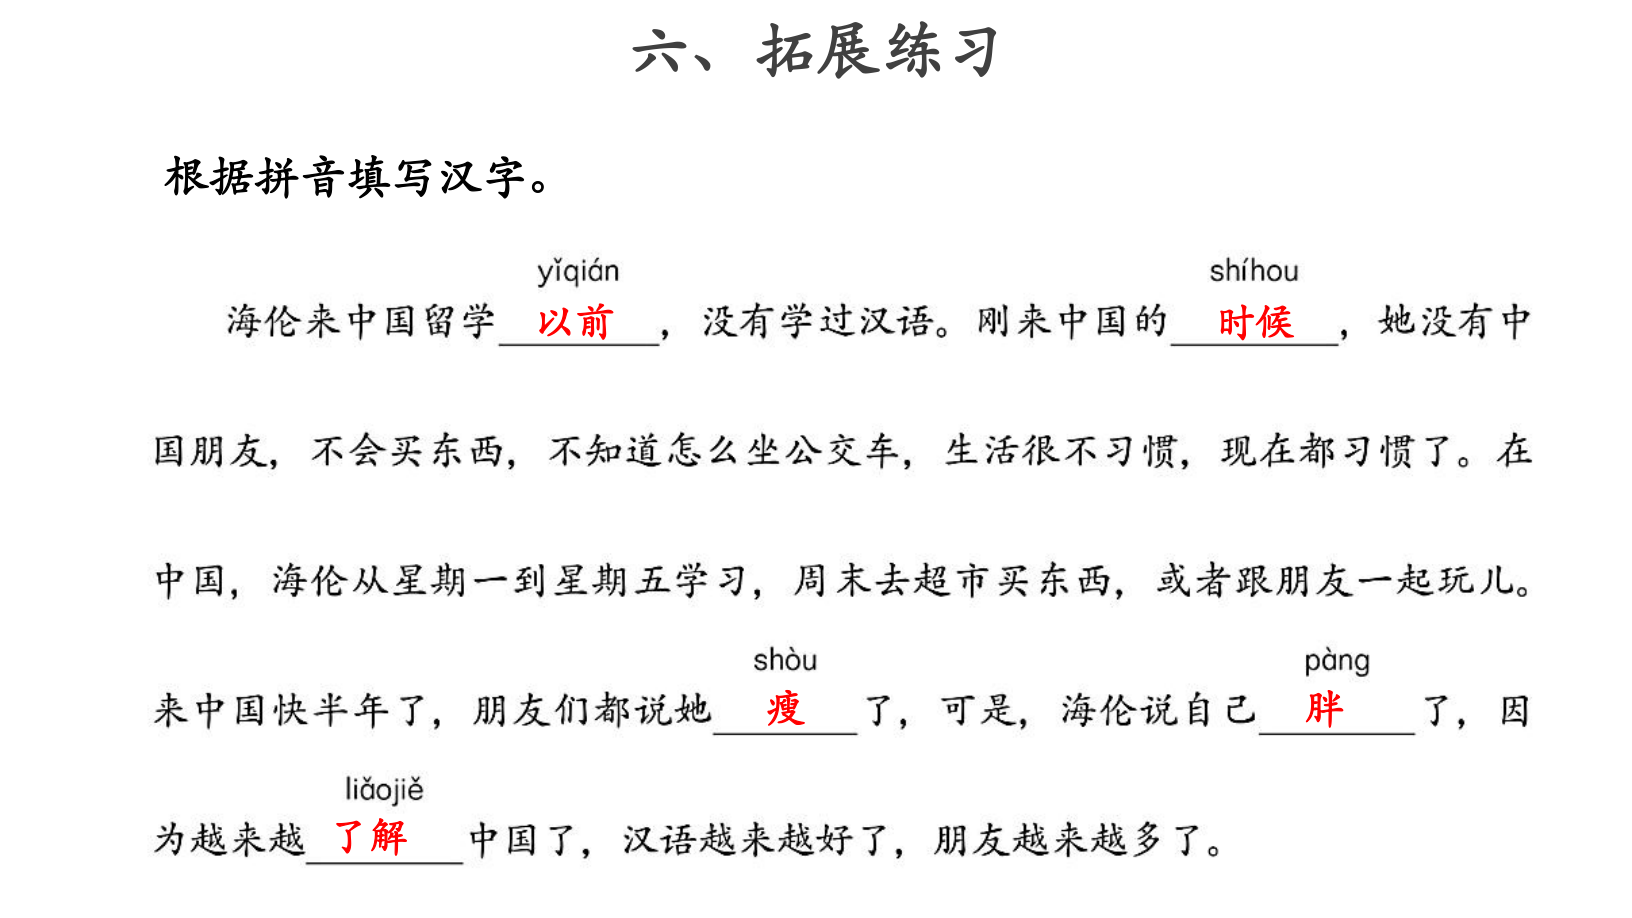 六、拓展练习
根据拼音填写汉字。
yǐqián shíhou
海伦来中国留学以前，没有学过汉语。刚来中国的时候，她没有中
国朋友，不会买东西，不知道怎么坐公交车，生活很不习惯，现在都习惯了。在
中国，海伦从星期一到星期五学习，周末去超市买东西，或者跟朋友一起玩儿。
shòu pàng
来中国快半年了，朋友们都说她瘦了，可是，海伦说自己胖了，因
liǎojiě
为越来越了解中国了，汉语越来越好了，朋友越来越多了。